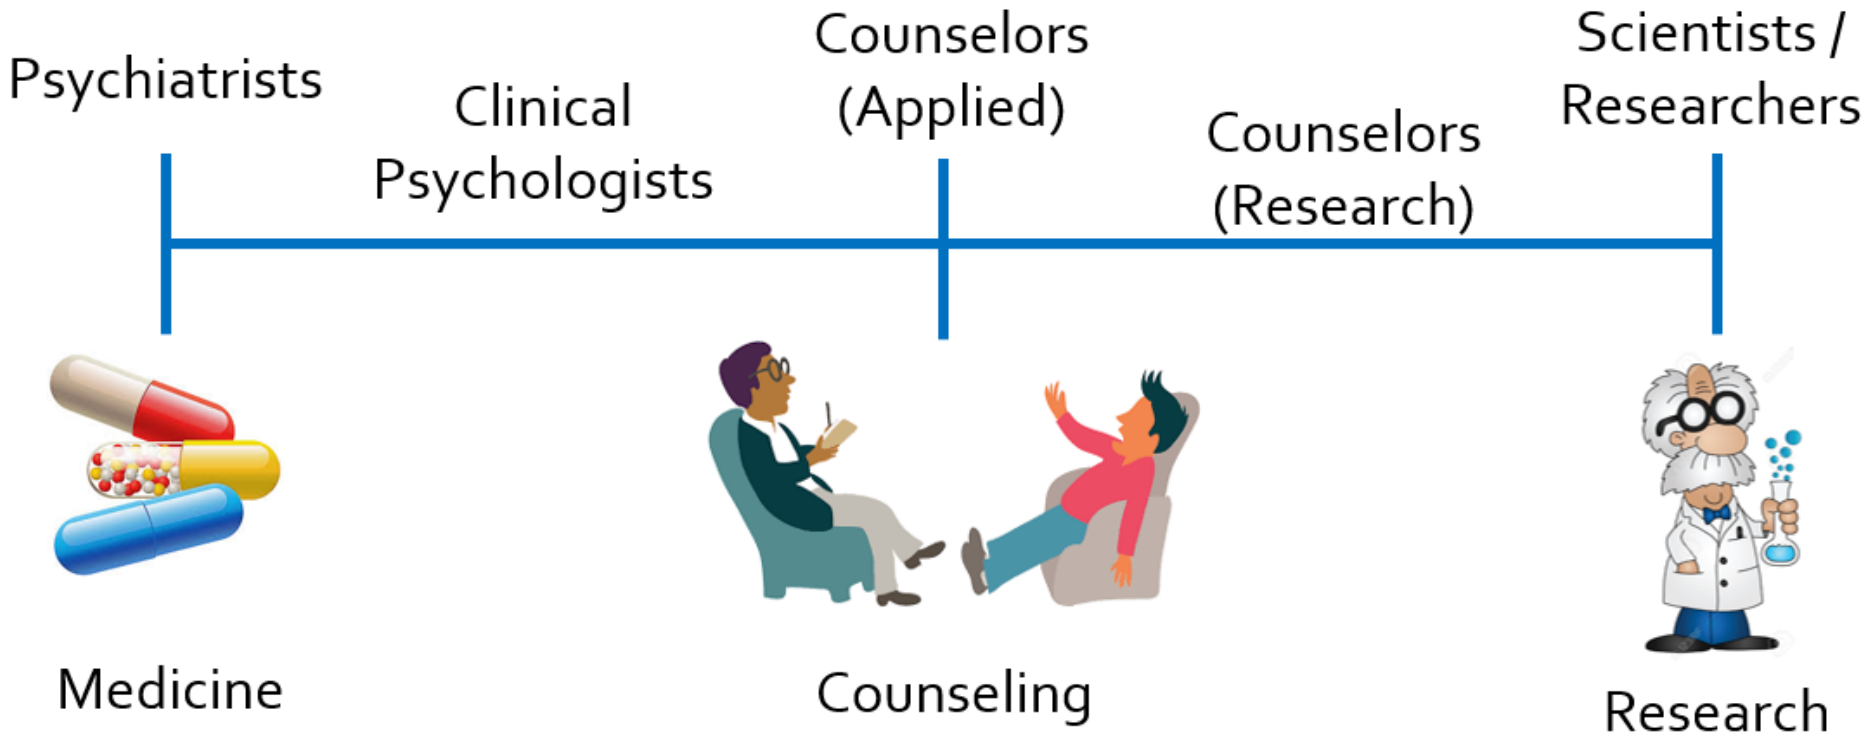 Psychiatrists
Clinical
Psychologists
Counselors
(Applied)
Counselors
(Research)
Scientists /
Researchers
Medicine
Counseling
Research